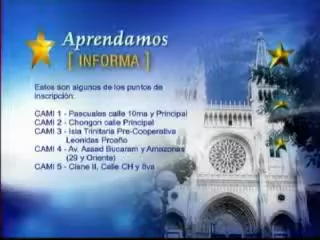 Aprendamos
[ INFORMA ]
Estos son algunos de los puntos de
inscripción:
CAMI 1 - Pascuales calle 10ma y Principal
CAMI 2 - Chongon calle Principal
CAMI 3 - Isla Trinitaria Pre-Cooperativa
Leonidas Proaño
CAMI 4 - Av. Assad Bucaram y Amazonas
(29 y Oriente)
CAMI 5 - Cisne II, Calle CH y 8va